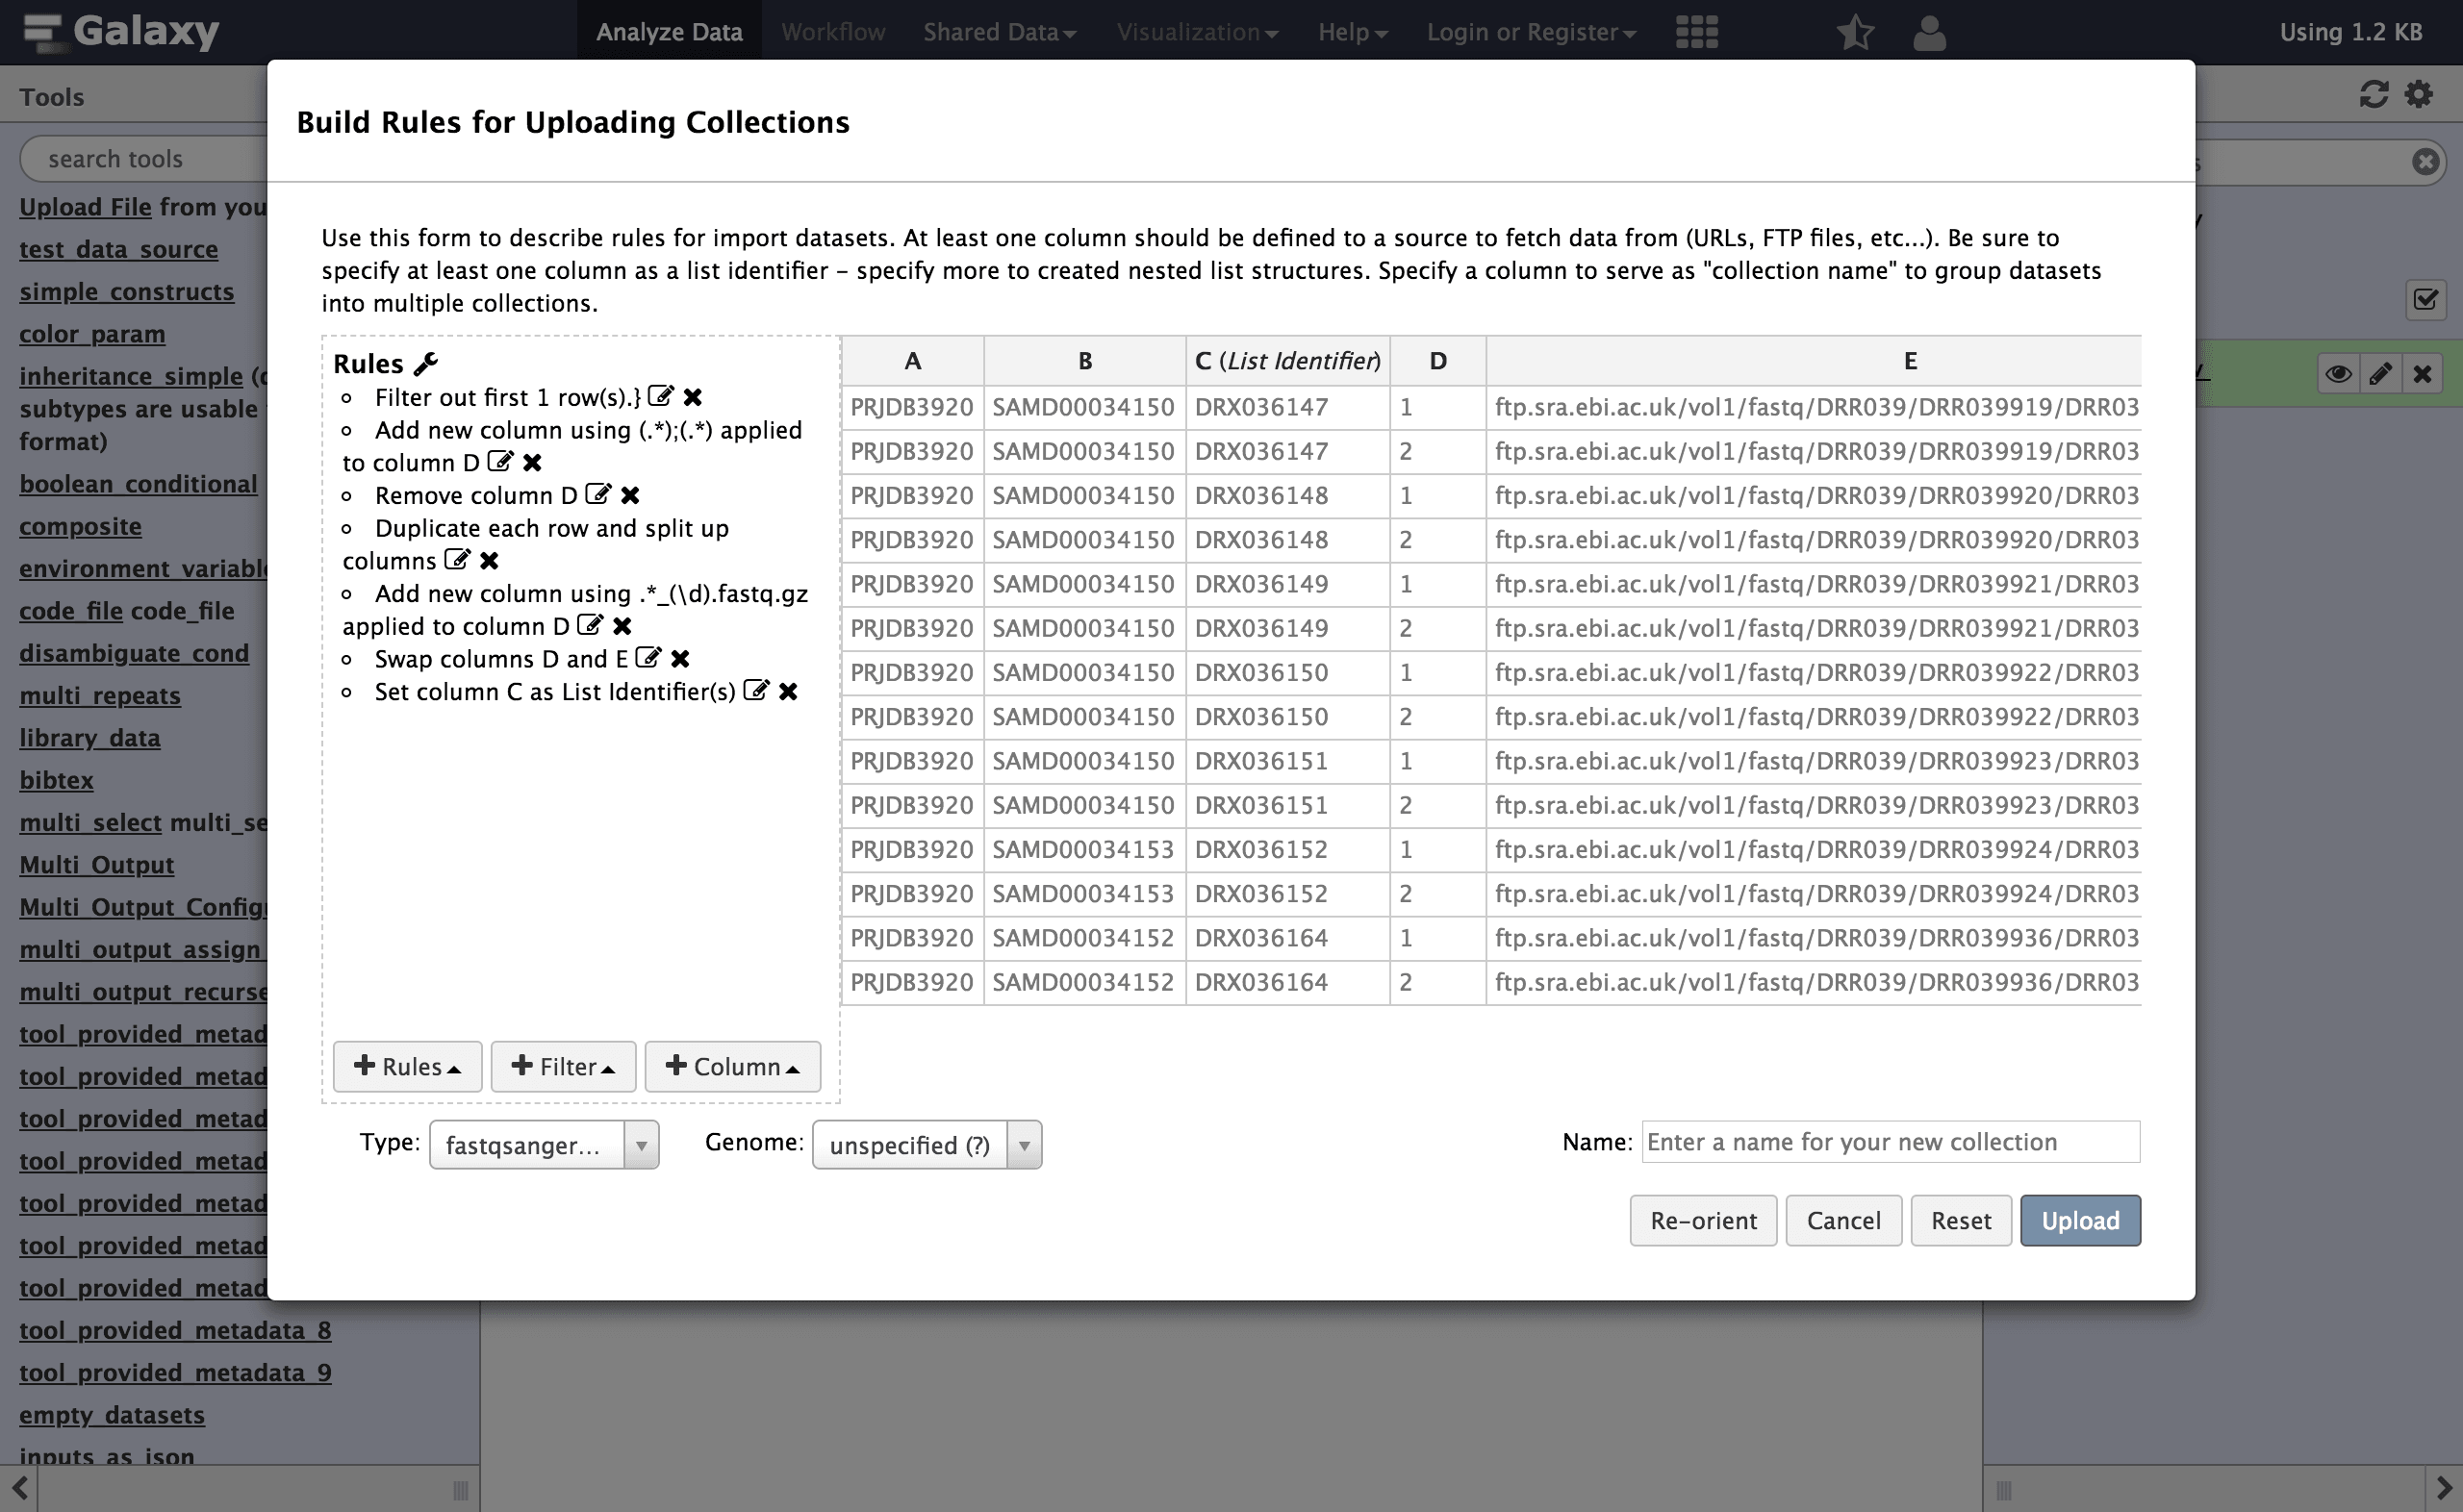 Galaxy
Analyze Data
Workflow
Shared Data
Visualization
Help
Login or Register
Using 1.2 KB
Tools
search tools
Upload File from you
test_data_source
simple_constructs
color_param
inheritance_simple (
subtypes are usable
format)
boolean_conditional
composite
environment_variable
code_file code_file
disambiguate_cond
multi_repeats
library_data
bibtex
multi_select multi_se
Multi_Output
Multi_Output_Configu
multi_output_assign_
multi_output_recurse
tool_provided_metad
tool_provided_metad
tool_provided_metad
tool_provided_metad
tool_provided_metad
tool_provided_metad
tool_provided_metad
tool_provided_metadata_8
tool_provided_metadata_9
empty_datasets
inputs_as_json
Build Rules for Uploading Collections
Use this form to describe rules for import datasets. At least one column should be defined to a source to fetch data from (URLs, FTP files, etc...). Be sure to
specify at least one column as a list identifier – specify more to created nested list structures. Specify a column to serve as "collection name" to group datasets
into multiple collections.
Rules
Filter out first 1 row(s).}
Add new column using (.*);(.*) applied
to column D
Remove column D
Duplicate each row and split up
columns
Add new column using .*_(\d).fastq.gz
applied to column D
Swap columns D and E
Set column C as List Identifier(s)
Rules
Filter
Column
A B C (List Identifier) D E
PRJDB3920 SAMD00034150 DRX036147 1 ftp.sra.ebi.ac.uk/vol1/fastq/DRR039/DRR039919/DRR03
PRJDB3920 SAMD00034150 DRX036147 2 ftp.sra.ebi.ac.uk/vol1/fastq/DRR039/DRR039919/DRR03
PRJDB3920 SAMD00034150 DRX036148 1 ftp.sra.ebi.ac.uk/vol1/fastq/DRR039/DRR039920/DRR03
PRJDB3920 SAMD00034150 DRX036148 2 ftp.sra.ebi.ac.uk/vol1/fastq/DRR039/DRR039920/DRR03
PRJDB3920 SAMD00034150 DRX036149 1 ftp.sra.ebi.ac.uk/vol1/fastq/DRR039/DRR039921/DRR03
PRJDB3920 SAMD00034150 DRX036149 2 ftp.sra.ebi.ac.uk/vol1/fastq/DRR039/DRR039921/DRR03
PRJDB3920 SAMD00034150 DRX036150 1 ftp.sra.ebi.ac.uk/vol1/fastq/DRR039/DRR039922/DRR03
PRJDB3920 SAMD00034150 DRX036150 2 ftp.sra.ebi.ac.uk/vol1/fastq/DRR039/DRR039922/DRR03
PRJDB3920 SAMD00034150 DRX036151 1 ftp.sra.ebi.ac.uk/vol1/fastq/DRR039/DRR039923/DRR03
PRJDB3920 SAMD00034150 DRX036151 2 ftp.sra.ebi.ac.uk/vol1/fastq/DRR039/DRR039923/DRR03
PRJDB3920 SAMD00034153 DRX036152 1 ftp.sra.ebi.ac.uk/vol1/fastq/DRR039/DRR039924/DRR03
PRJDB3920 SAMD00034153 DRX036152 2 ftp.sra.ebi.ac.uk/vol1/fastq/DRR039/DRR039924/DRR03
PRJDB3920 SAMD00034152 DRX036164 1 ftp.sra.ebi.ac.uk/vol1/fastq/DRR039/DRR039936/DRR03
PRJDB3920 SAMD00034152 DRX036164 2 ftp.sra.ebi.ac.uk/vol1/fastq/DRR039/DRR039936/DRR03
Type: fastqsanger...
Genome: unspecified (?)
Name: Enter a name for your new collection
Re-orient
Cancel
Reset
Upload